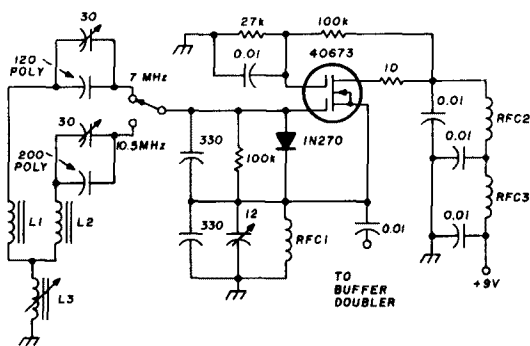 30
27k
100k
120
POLY
7 MHz
0.01
40673
10
30
0.01
RFC2
10.5MHz
200
POLY
330
100k
1N270
0.01
L1
L2
RFC3
330
12
RFC1
0.01
0.01
L3
TO
BUFFER
DOUBLER
+9V